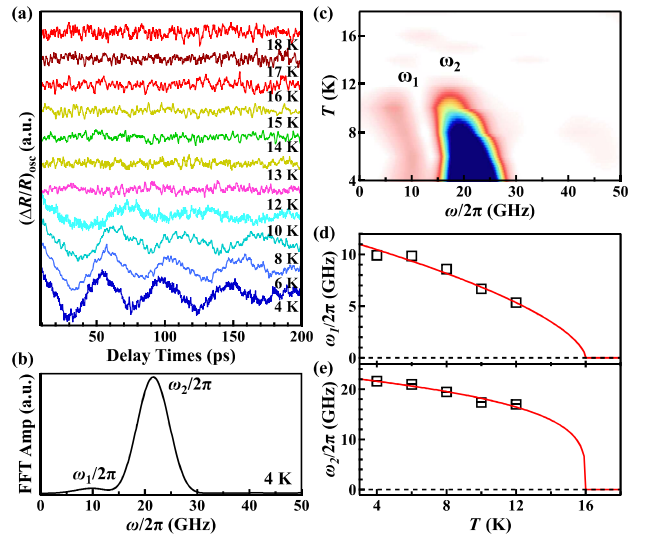 (a)
(ΔR/R)osc (a.u.)
18 K
17 K
16 K
15 K
14 K
13 K
12 K
10 K
8 K
6 K
4 K
50 100 150 200
Delay Times (ps)
(b)
FFT Amp (a.u.)
ω2/2π
ω1/2π
4 K
0 10 20 30 40 50
ω/2π (GHz)
(c)
T (K)
16
12
8
4
ω1
ω2
0 10 20 30 40 50
ω/2π (GHz)
(d)
ω1/2π (GHz)
10
5
0
(e)
ω2/2π (GHz)
20
10
0
4 8 12 16
T (K)